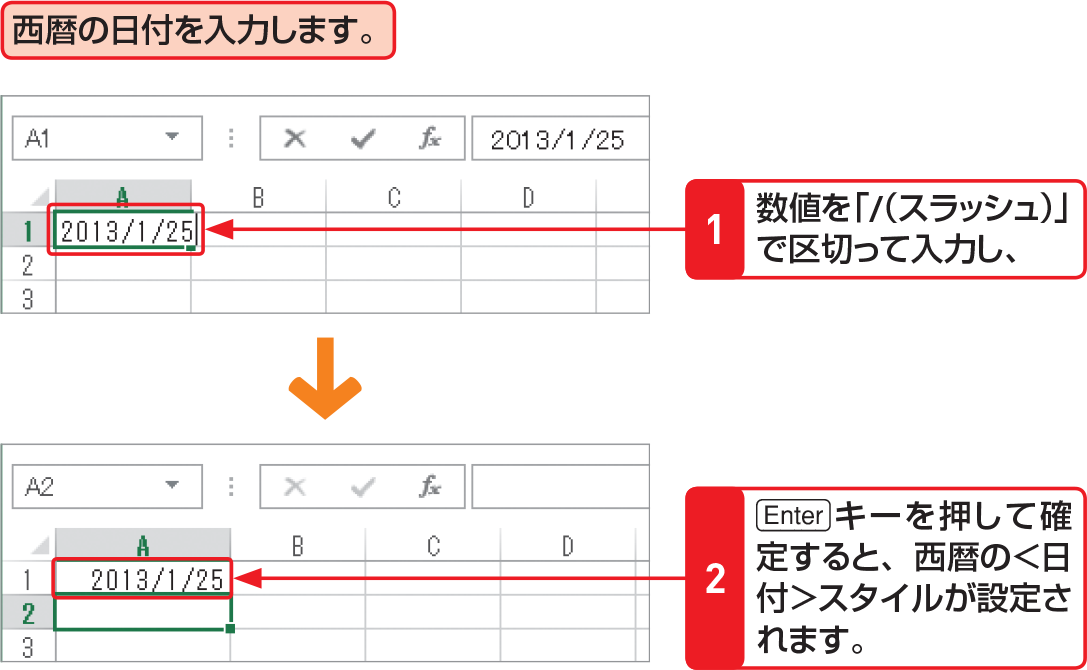 西暦の日付を入力します。
A1
fx
2013/1/25
A B C D
1 2013/1/25
2
3
1
数値を「/（スラッシュ）」
で区切って入力し、
A2
fx
A B C D
1 2013/1/25
2
3
2
Enterキーを押して確
定すると、西暦の＜日
付＞スタイルが設定さ
れます。